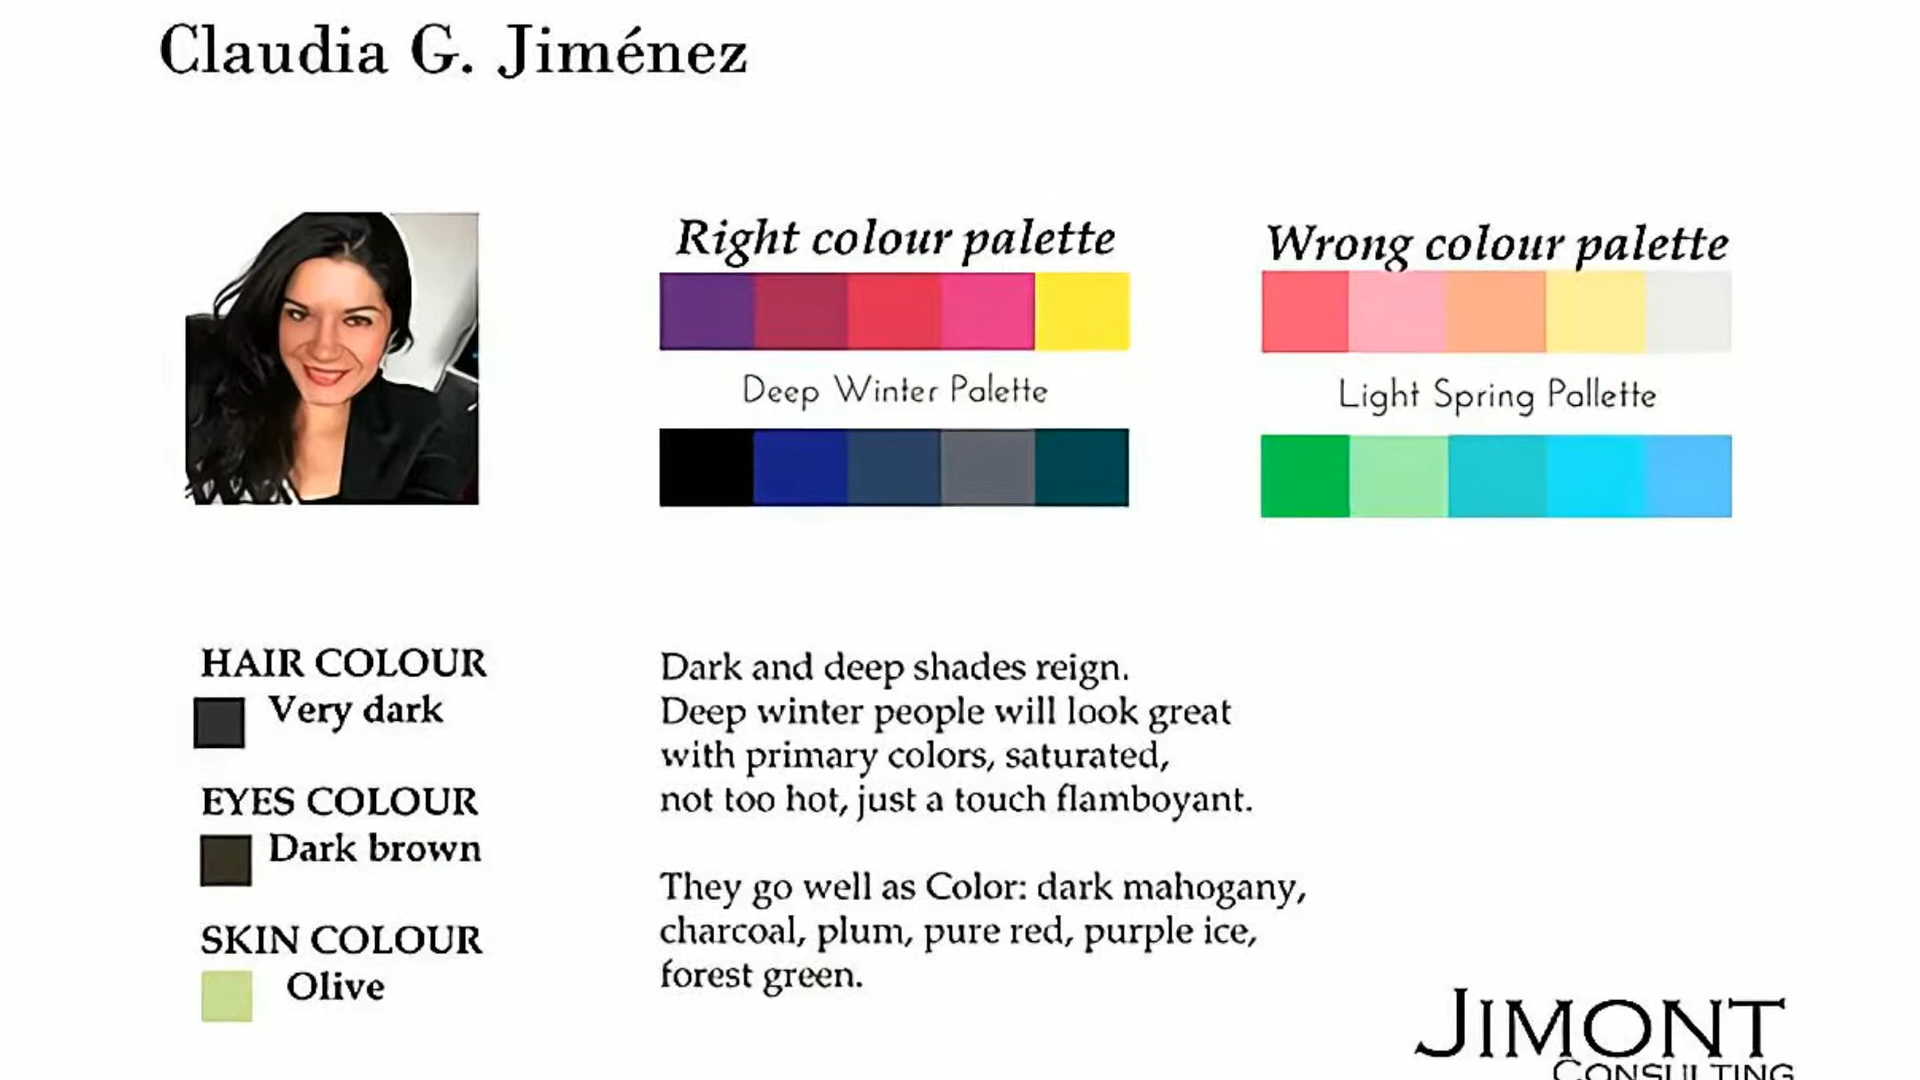 Claudia G. Jiménez
Right colour palette
Deep Winter Palette
Wrong colour palette
Light Spring Pallette
HAIR COLOUR
Very dark
EYES COLOUR
Dark brown
SKIN COLOUR
Olive
Dark and deep shades reign.
Deep winter people will look great
with primary colors, saturated,
not too hot, just a touch flamboyant.
They go well as Color: dark mahogany,
charcoal, plum, pure red, purple ice,
forest green.
JIMONT
CONSULTING